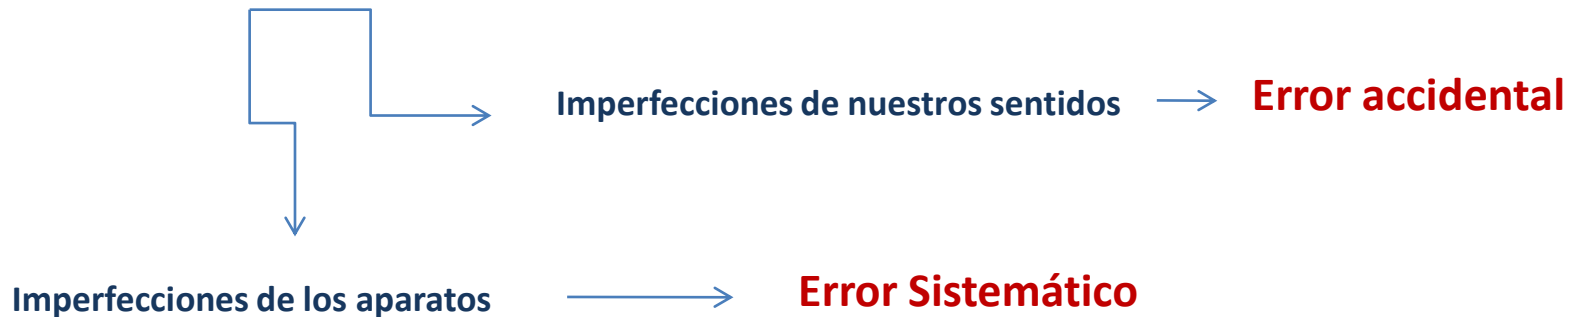 Imperfecciones de nuestros sentidos
Error accidental
Imperfecciones de los aparatos
Error Sistemático